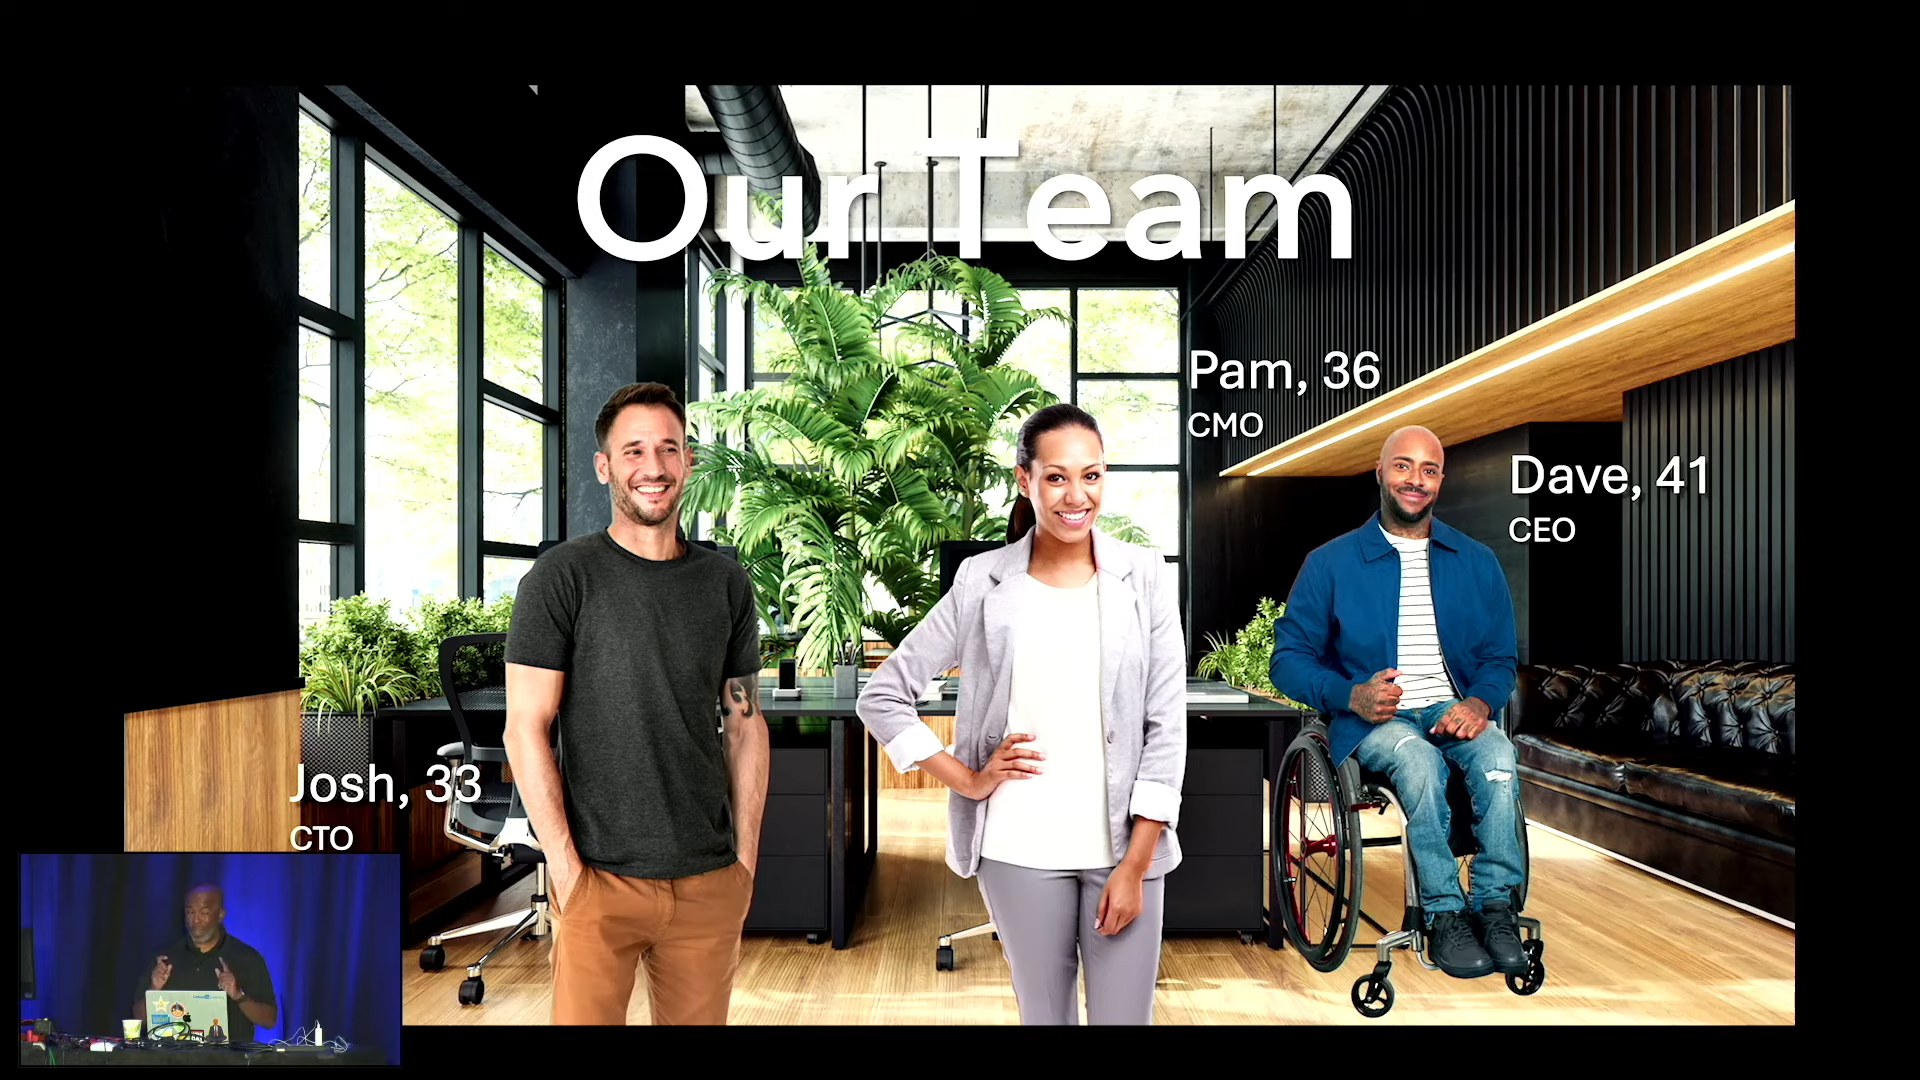 Our Team
Pam, 36
CMO
Dave, 41
CEO
Josh, 33
CTO